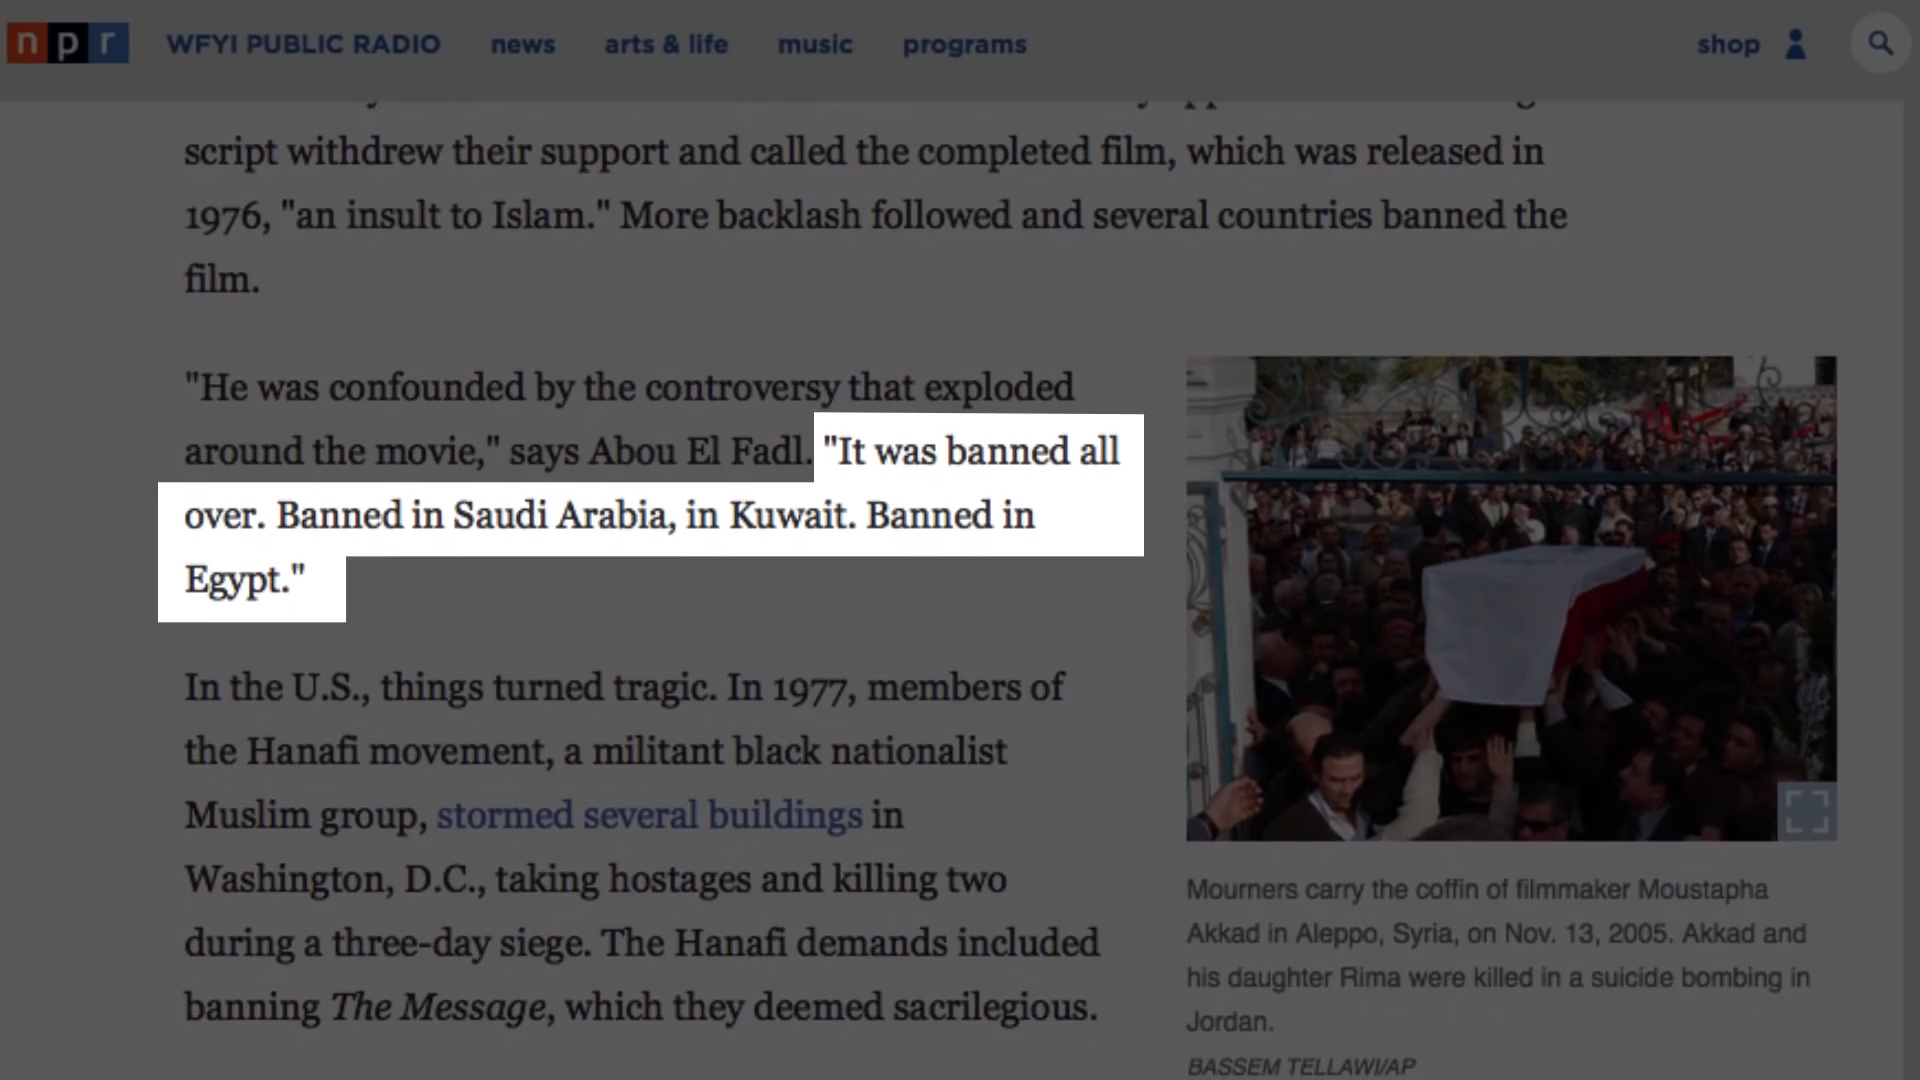 npr WFYI PUBLIC RADIO news arts & life music programs shop
script withdrew their support and called the completed film, which was released in
1976, "an insult to Islam." More backlash followed and several countries banned the
film.
"He was confounded by the controversy that exploded
around the movie," says Abou El Fadl. "It was banned all
over. Banned in Saudi Arabia, in Kuwait. Banned in
Egypt."
In the U.S., things turned tragic. In 1977, members of
the Hanafi movement, a militant black nationalist
Muslim group, stormed several buildings in
Washington, D.C., taking hostages and killing two
during a three-day siege. The Hanafi demands included
banning The Message, which they deemed sacrilegious.
Mourners carry the coffin of filmmaker Moustapha
Akkad in Aleppo, Syria, on Nov. 13, 2005. Akkad and
his daughter Rima were killed in a suicide bombing in
Jordan.
BASSEM TELLAWI/AP